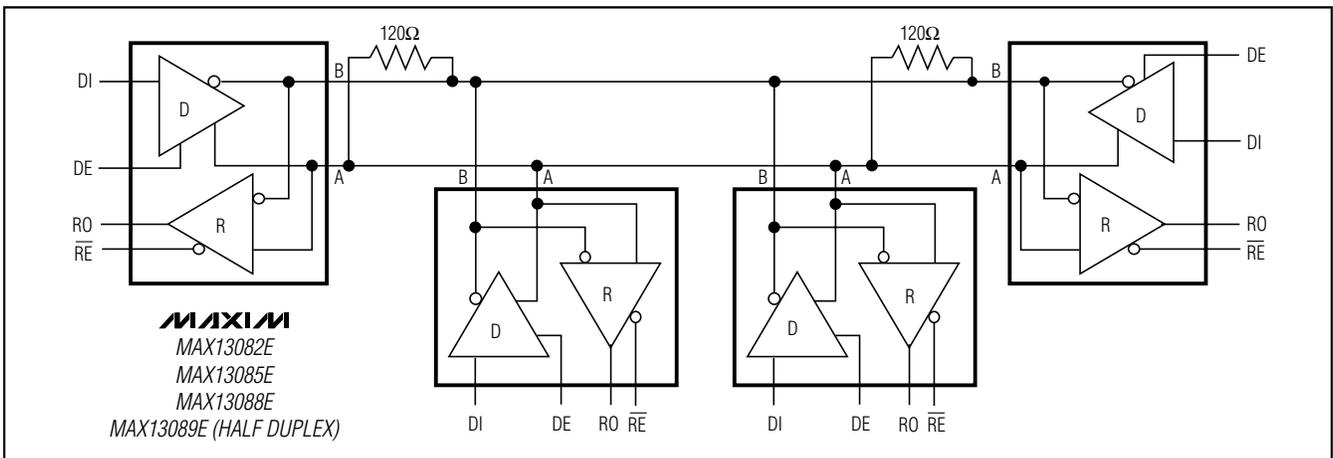 120Ω
120Ω
DI
B
D
DE
A
RO
R
RE
B
A
D
R
DI
DE
RO
RE
B
A
D
R
DI
DE
RO
RE
B
DE
D
DI
A
R
RO
RE
MAXIM
MAX13082E
MAX13085E
MAX13088E
MAX13089E (HALF DUPLEX)